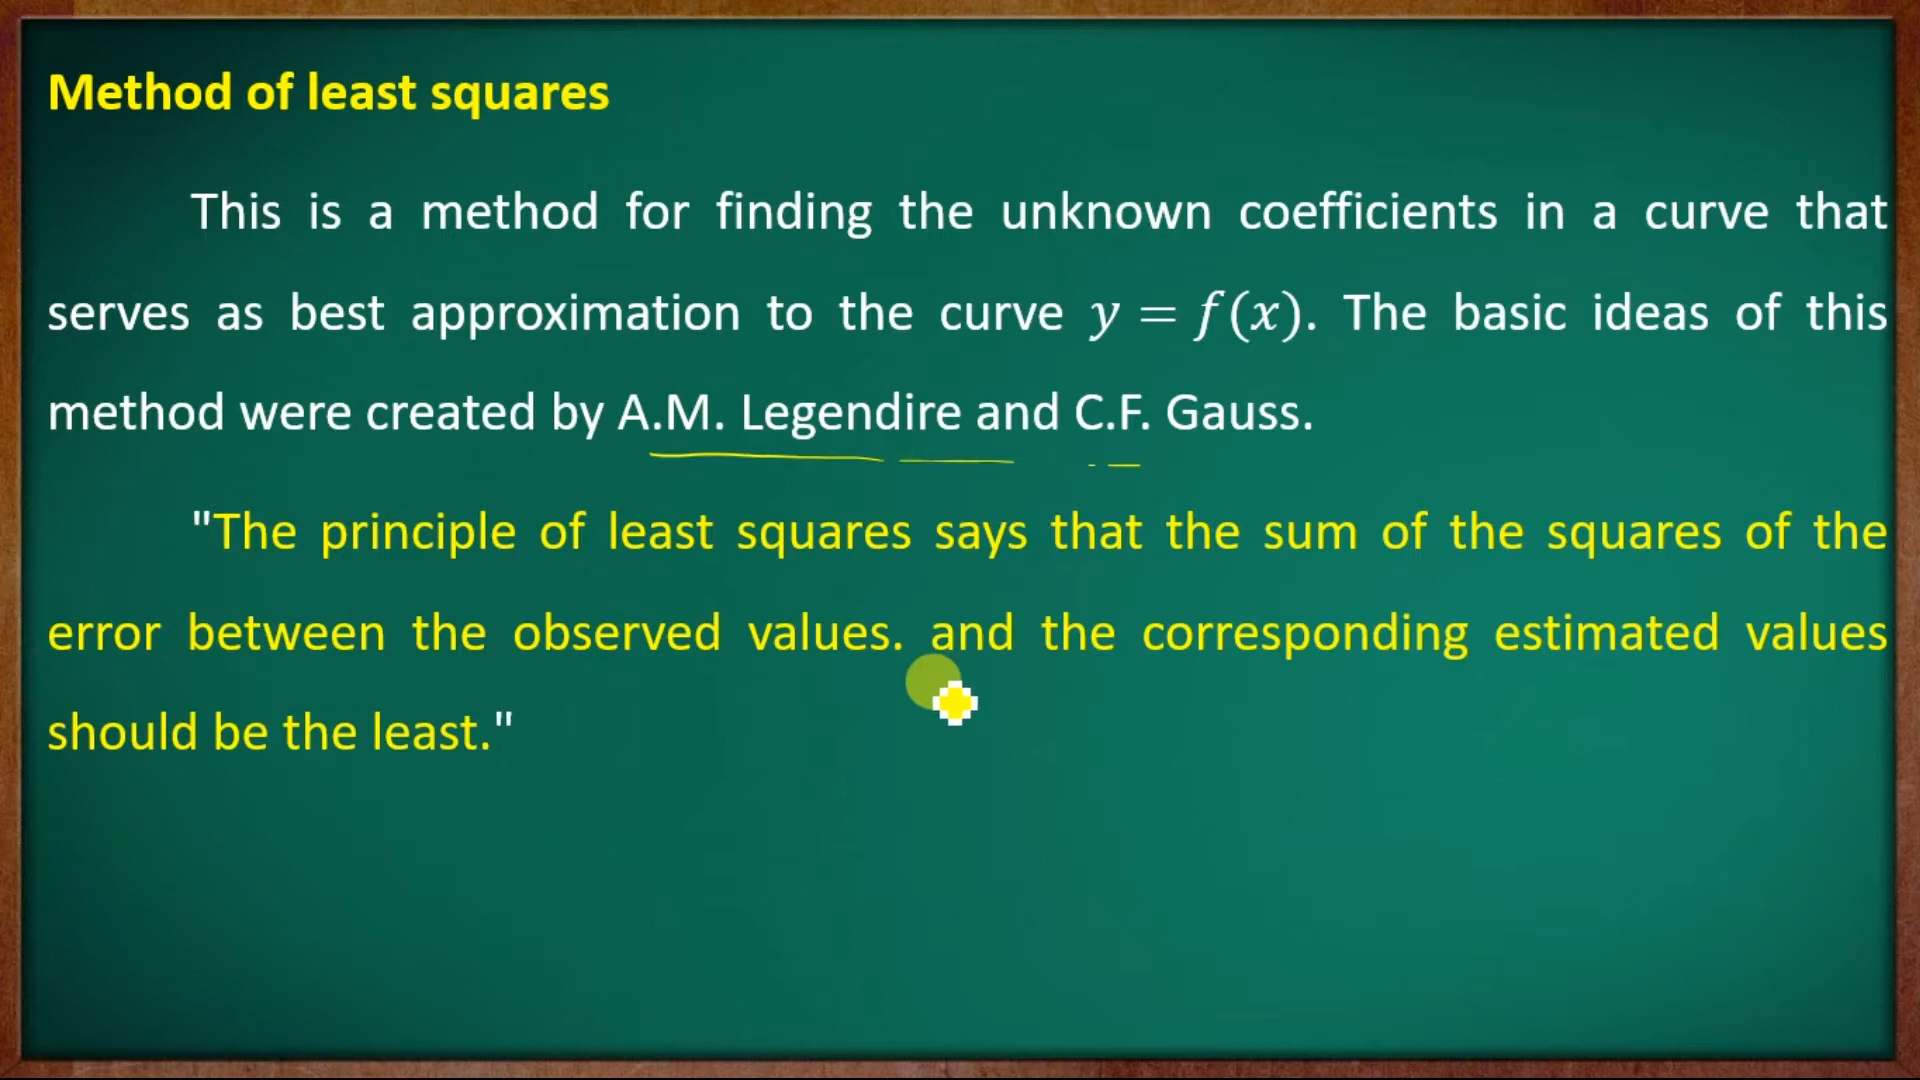 Method of least squares
This is a method for finding the unknown coefficients in a curve that
serves as best approximation to the curve y = f(x). The basic ideas of this
method were created by A.M. Legendire and C.F. Gauss.
"The principle of least squares says that the sum of the squares of the
error between the observed values. and the corresponding estimated values
should be the least."